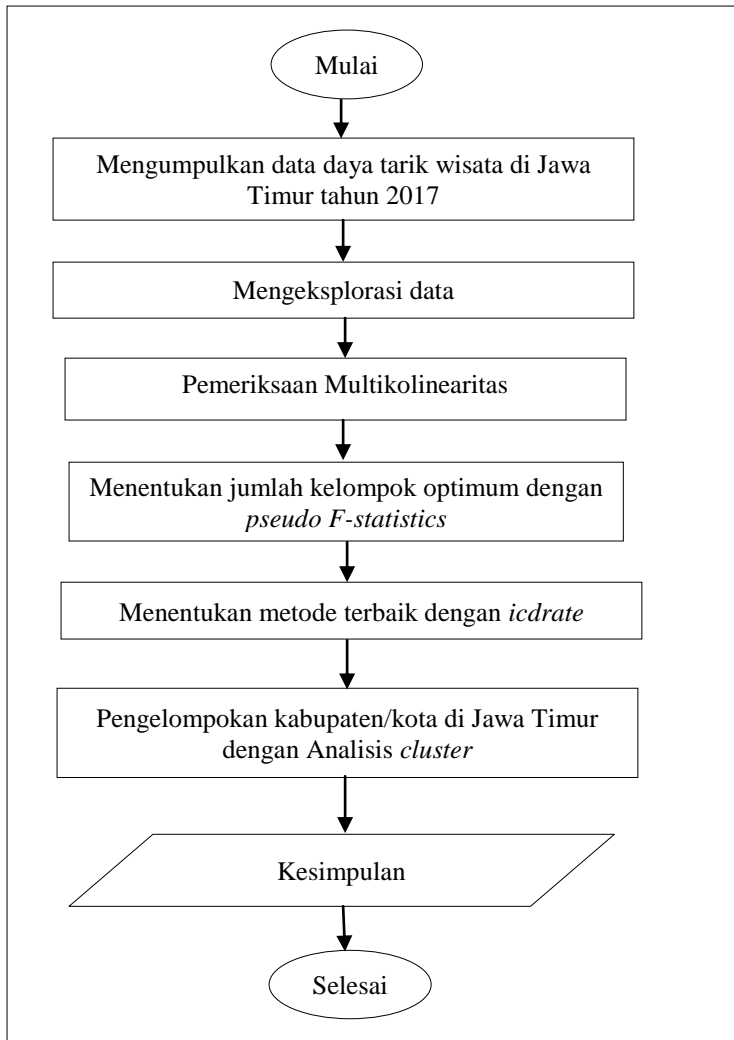 Mulai
Mengumpulkan data daya tarik wisata di Jawa
Timur tahun 2017
Mengeksplorasi data
Pemeriksaan Multikolinearitas
Menentukan jumlah kelompok optimum dengan
pseudo F-statistics
Menentukan metode terbaik dengan icdrate
Pengelompokan kabupaten/kota di Jawa Timur
dengan Analisis cluster
Kesimpulan
Selesai